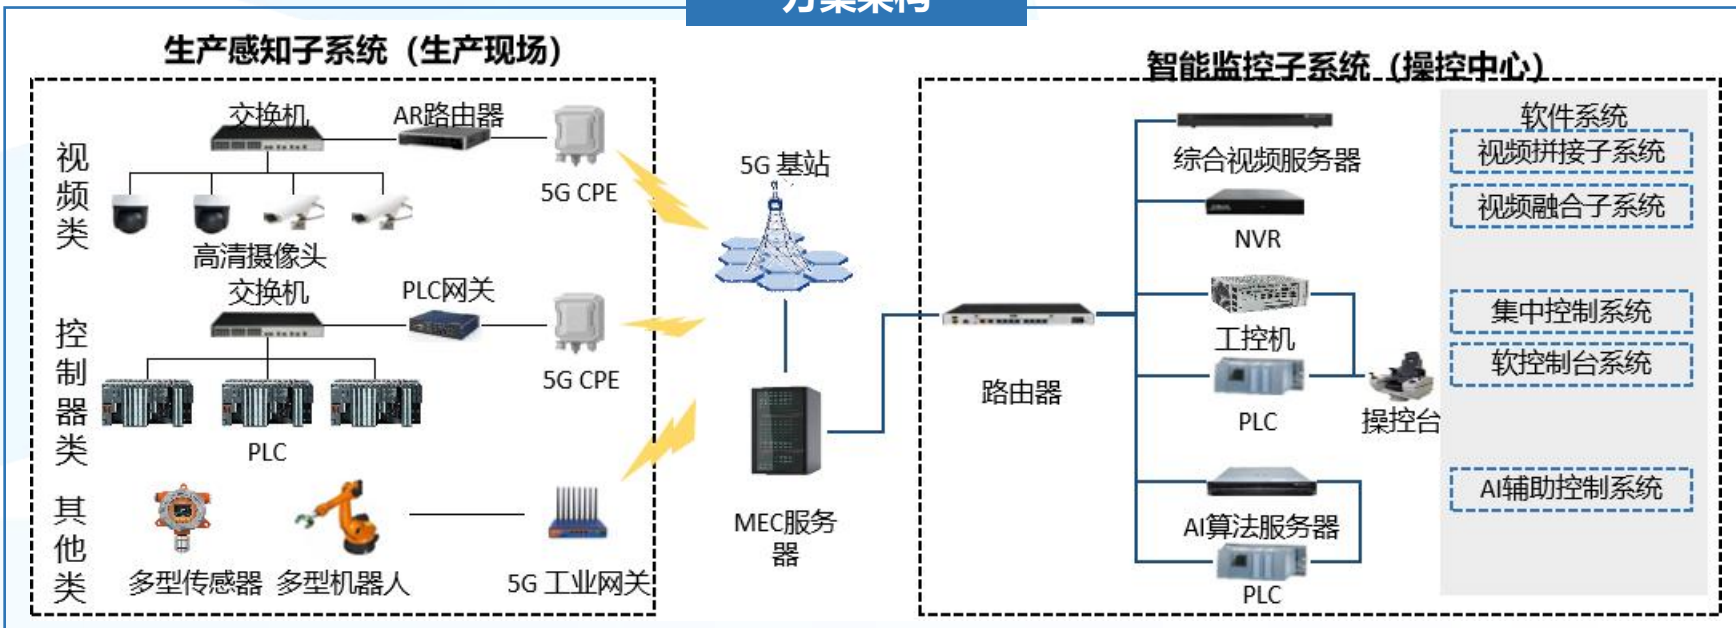 方案架构
生产感知子系统（生产现场）
视频类
交换机
AR路由器
5G CPE
高清摄像头
控制器类
交换机
PLC网关
5G CPE
PLC
其他类
多型传感器
多型机器人
5G 工业网关
5G 基站
MEC服务
器
智能监控子系统（操控中心）
路由器
综合视频服务器
NVR
工控机
PLC
操控台
AI算法服务器
PLC
软件系统
视频拼接子系统
视频融合子系统
集中控制系统
软控制台系统
AI辅助控制系统